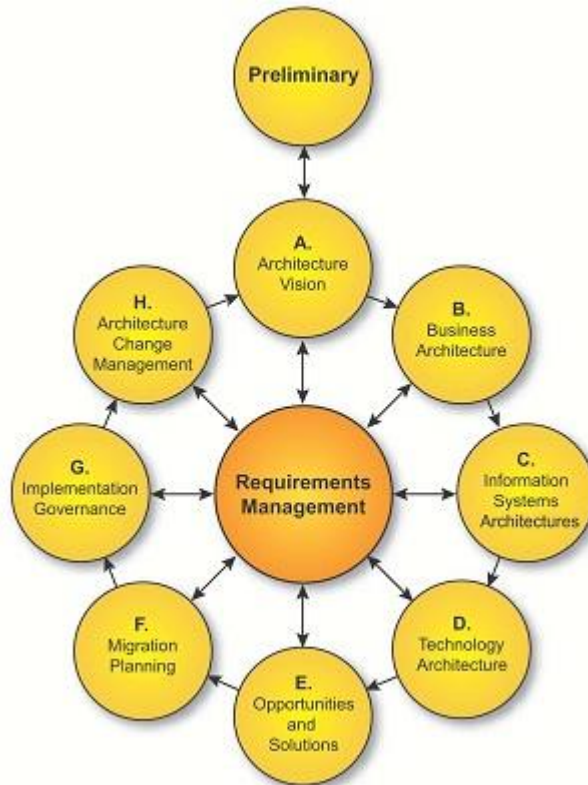 Preliminary
A.
Architecture
Vision
B.
Business
Architecture
C.
Information
Systems
Architectures
D.
Technology
Architecture
E.
Opportunities
and
Solutions
F.
Migration
Planning
G.
Implementation
Governance
H.
Architecture
Change
Management
Requirements
Management